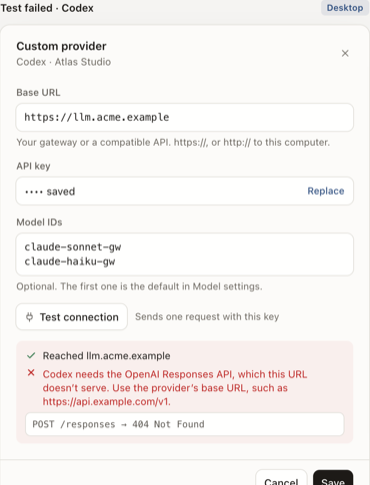 Test failed · Codex
Desktop
Custom provider
Codex · Atlas Studio
Base URL
https://llm.acme.example
Your gateway or a compatible API. https://, or http:// to this computer.
API key
•••• saved
Replace
Model IDs
claude-sonnet-gw
claude-haiku-gw
Optional. The first one is the default in Model settings.
Test connection
Sends one request with this key
Reached llm.acme.example
Codex needs the OpenAI Responses API, which this URL
doesn’t serve. Use the provider’s base URL, such as
https://api.example.com/v1.
POST /responses → 404 Not Found
Cancel
Save